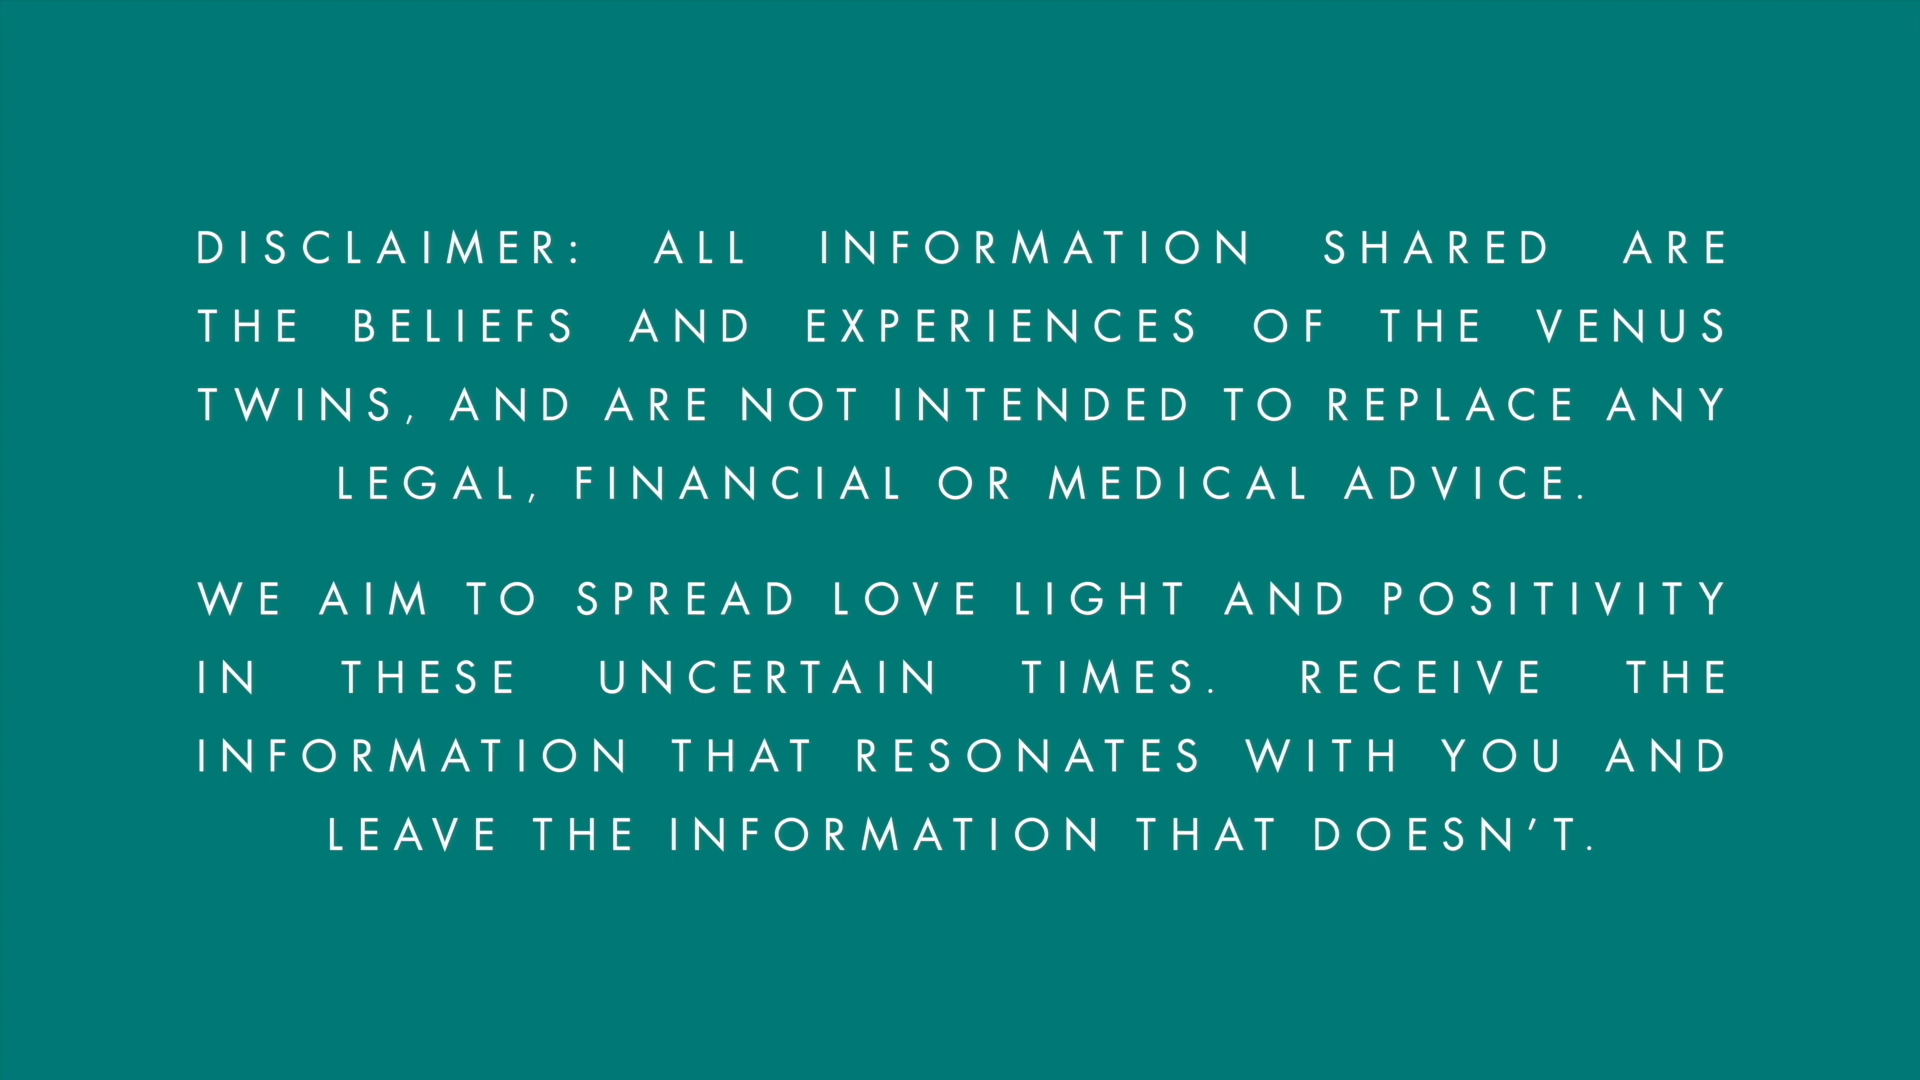 DISCLAIMER: ALL INFORMATION SHARED ARE
THE BELIEFS AND EXPERIENCES OF THE VENUS
TWINS, AND ARE NOT INTENDED TO REPLACE ANY
LEGAL, FINANCIAL OR MEDICAL ADVICE.
WE AIM TO SPREAD LOVE LIGHT AND POSITIVITY
IN THESE UNCERTAIN TIMES. RECEIVE THE
INFORMATION THAT RESONATES WITH YOU AND
LEAVE THE INFORMATION THAT DOESN’T.